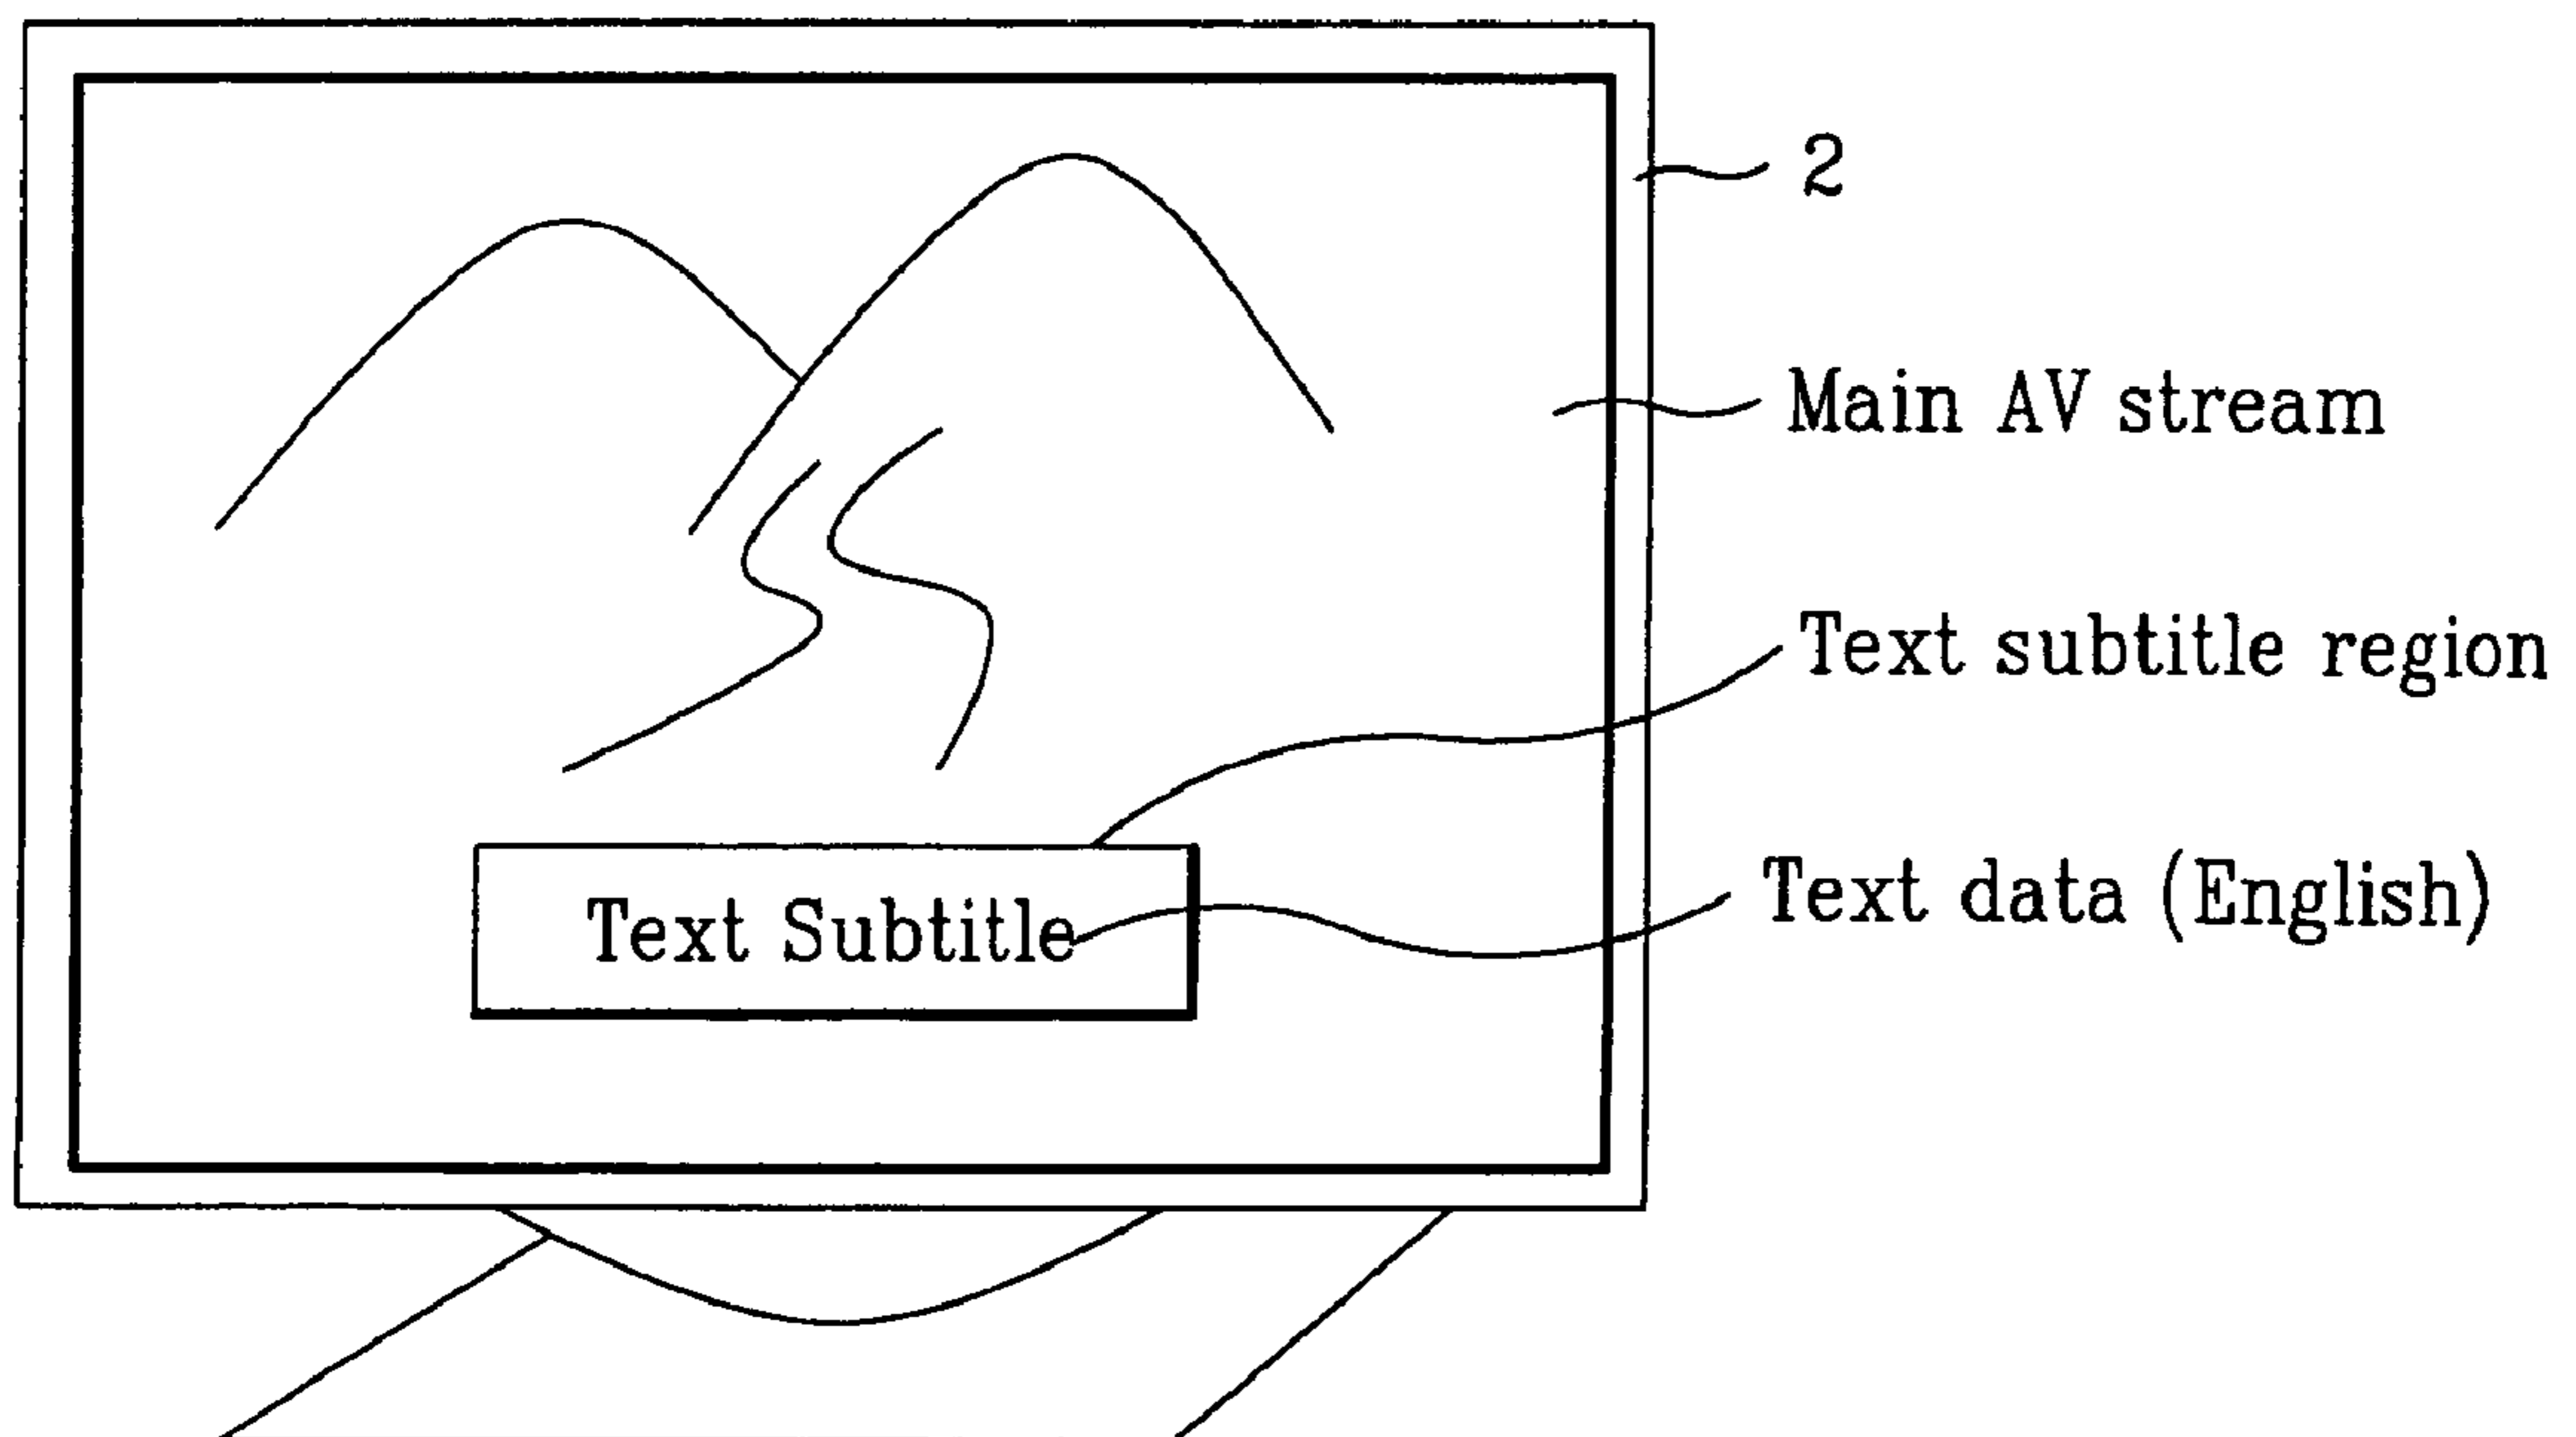 2
Main AV stream
Text subtitle region
Text data (English)
Text Subtitle